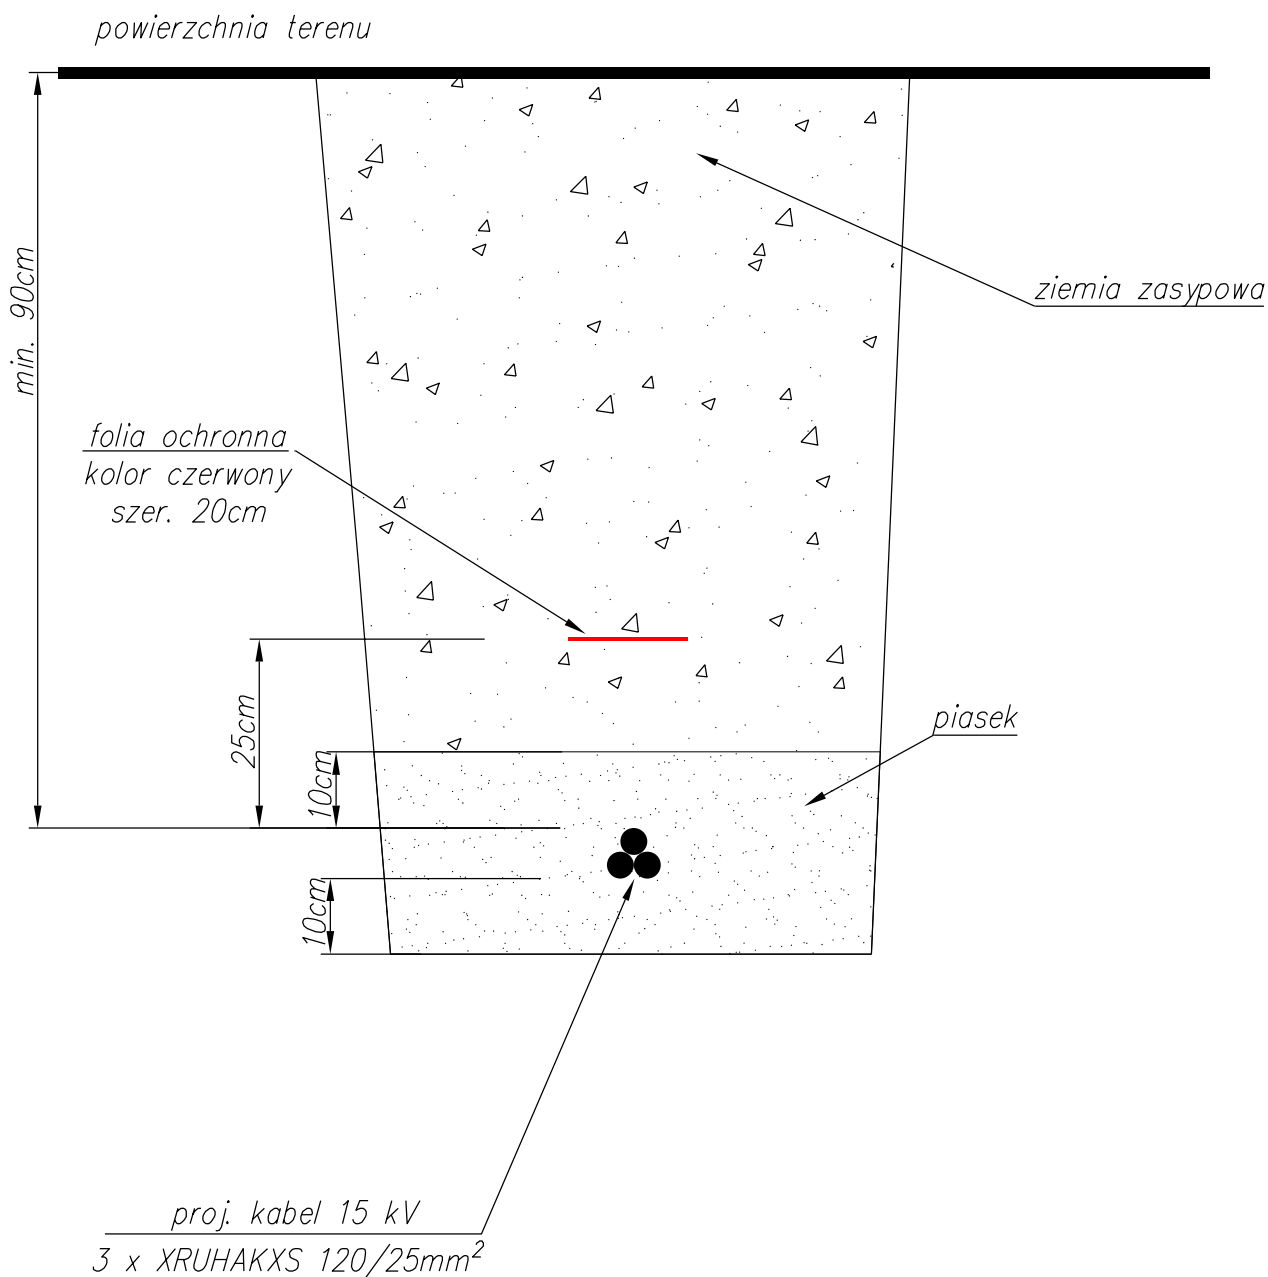 powierzchnia terenu
min. 90cm
ziemia zasypowa
folia ochronna
kolor czerwony
szer. 20cm
25cm
10cm
piasek
10cm
proj. kabel 15 kV
3 x XRUHAKXS 120/25mm²